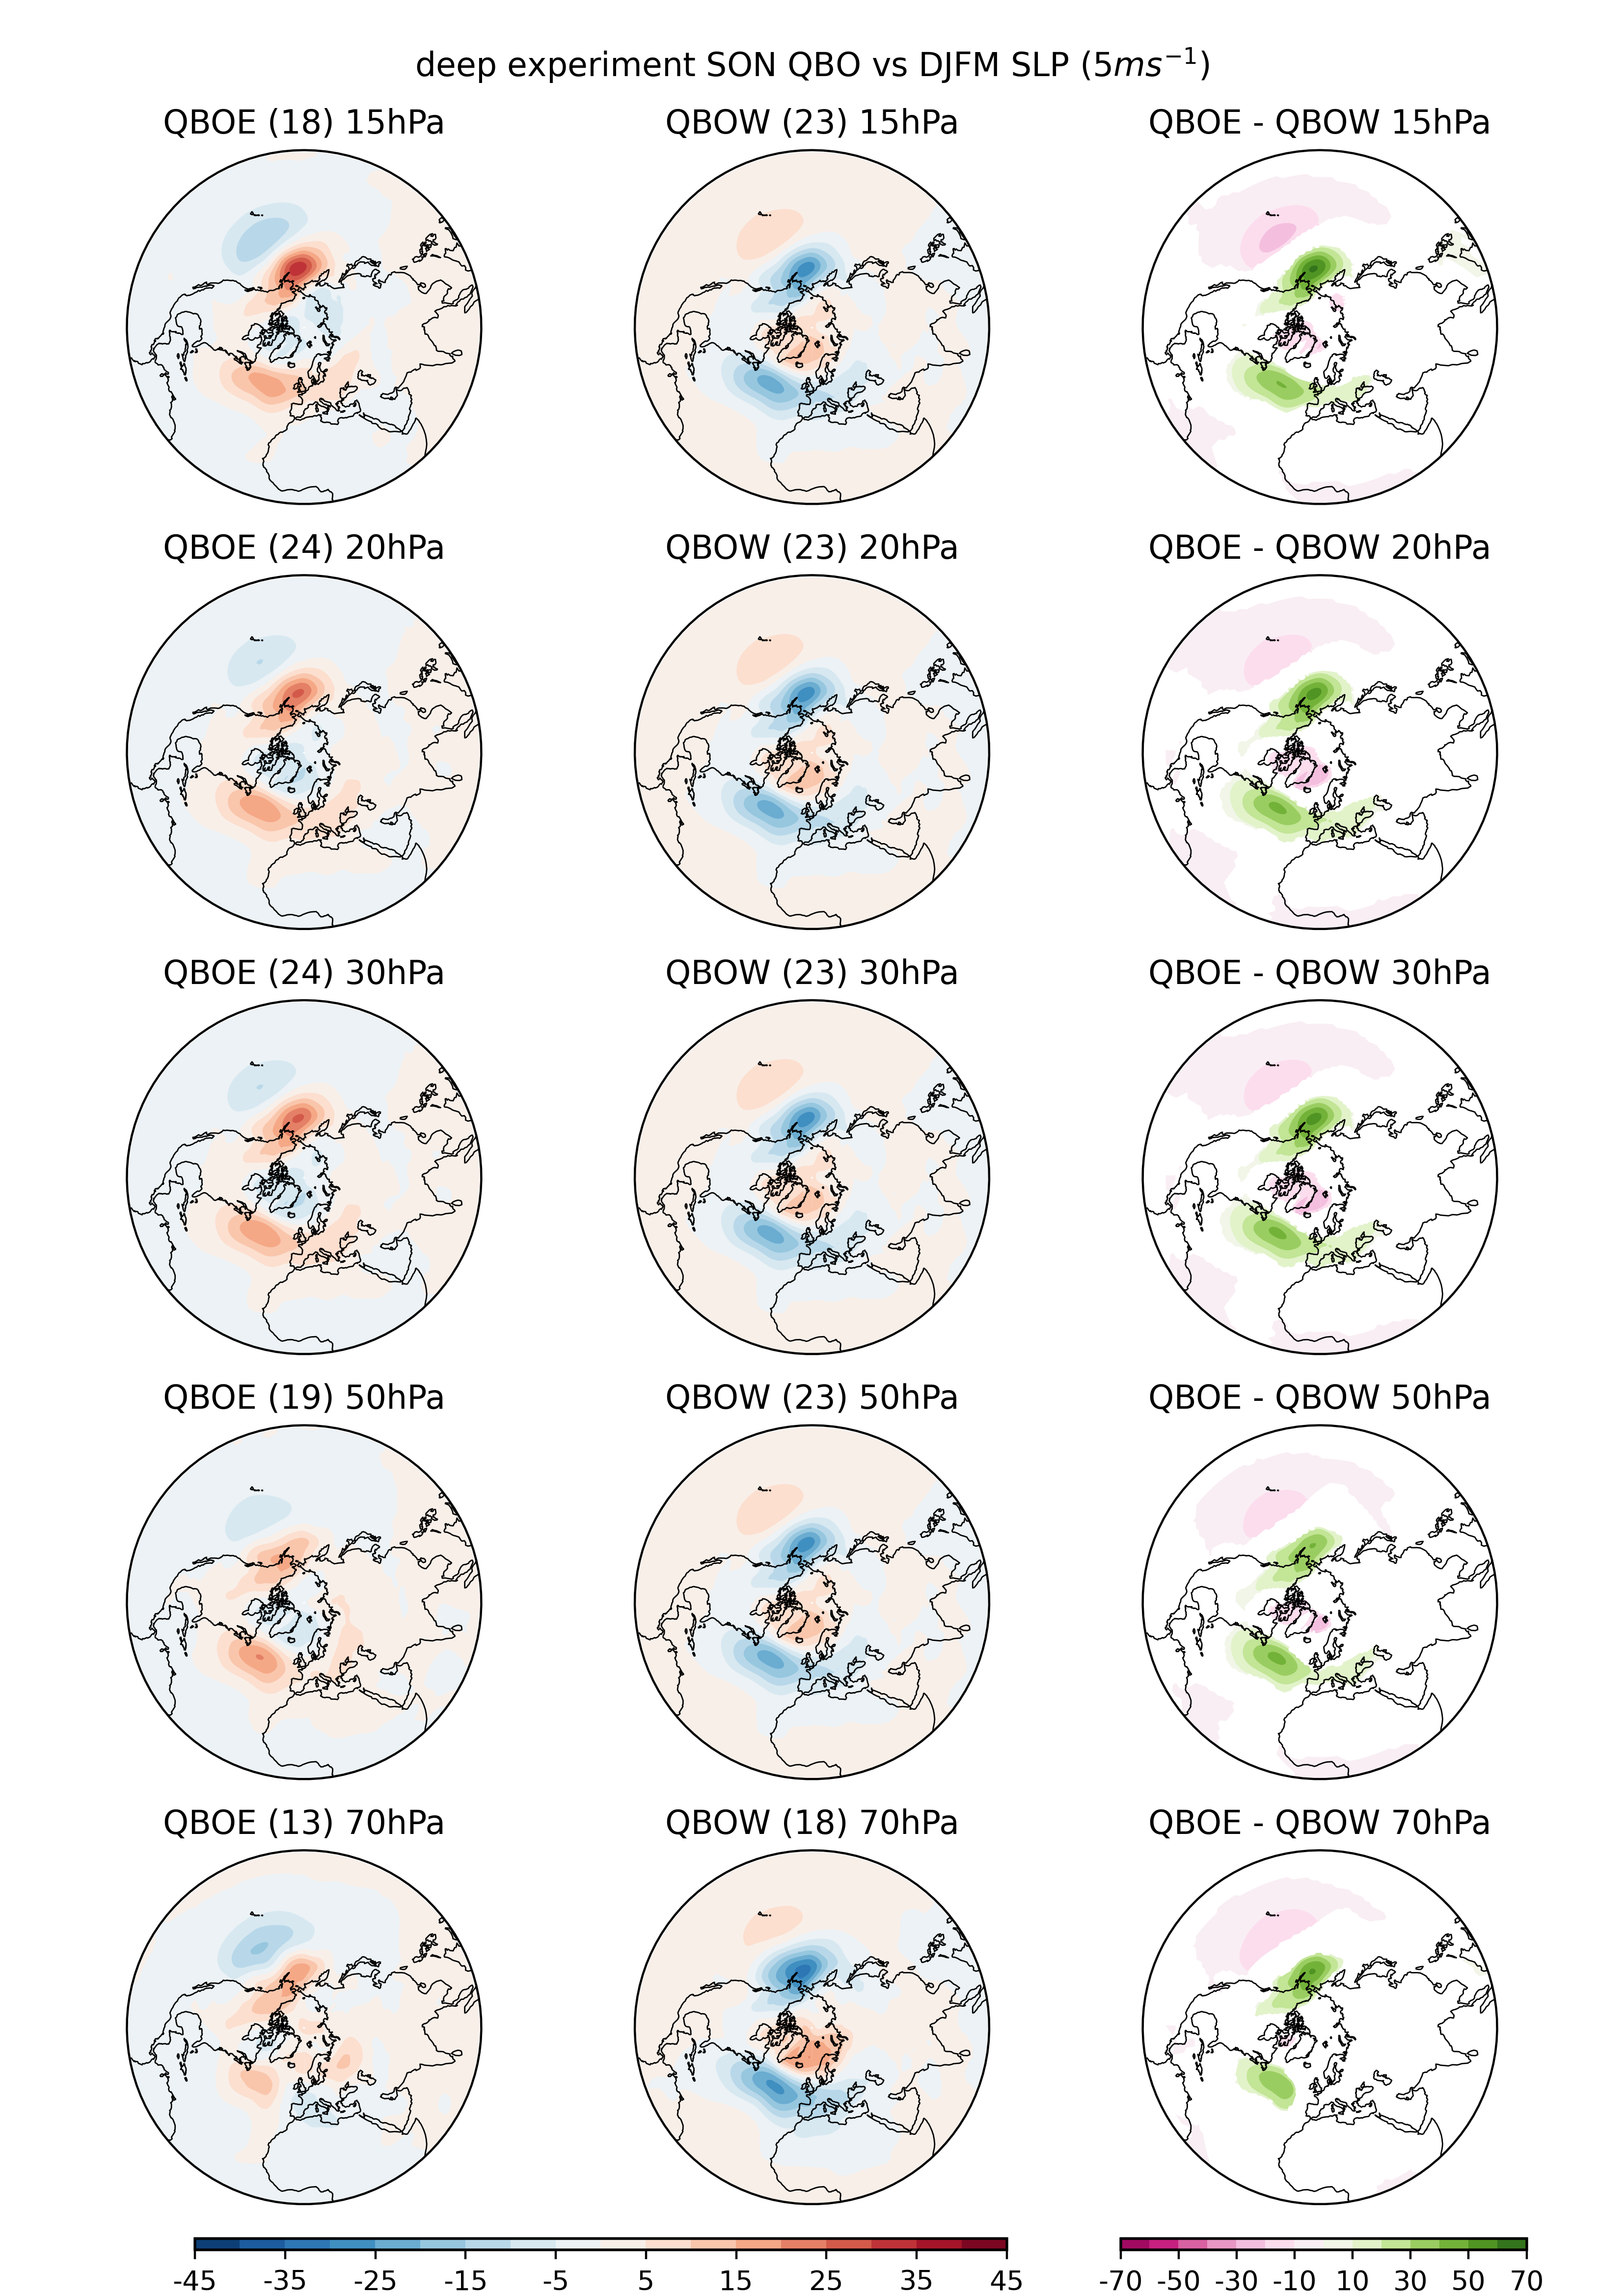 deep experiment SON QBO vs DJFM SLP (5ms⁻¹)
QBOE (18) 15hPa QBOW (23) 15hPa QBOE - QBOW 15hPa
QBOE (24) 20hPa QBOW (23) 20hPa QBOE - QBOW 20hPa
QBOE (24) 30hPa QBOW (23) 30hPa QBOE - QBOW 30hPa
QBOE (19) 50hPa QBOW (23) 50hPa QBOE - QBOW 50hPa
QBOE (13) 70hPa QBOW (18) 70hPa QBOE - QBOW 70hPa
-45 -35 -25 -15 -5 5 15 25 35 45 -70 -50 -30 -10 10 30 50 70